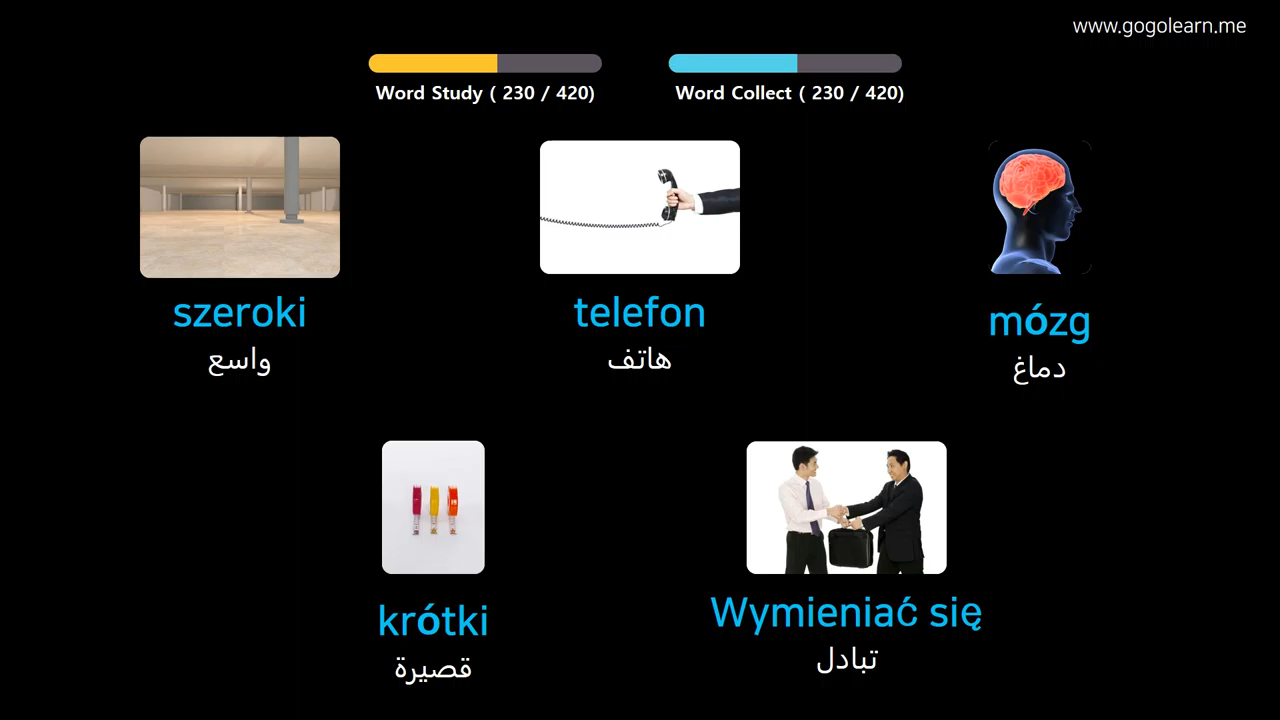 www.gogolearn.me
Word Study ( 230 / 420)
Word Collect ( 230 / 420)
szeroki
واسع
telefon
هاتف
mózg
دماغ
krótki
قصيرة
Wymieniać się
تبادل